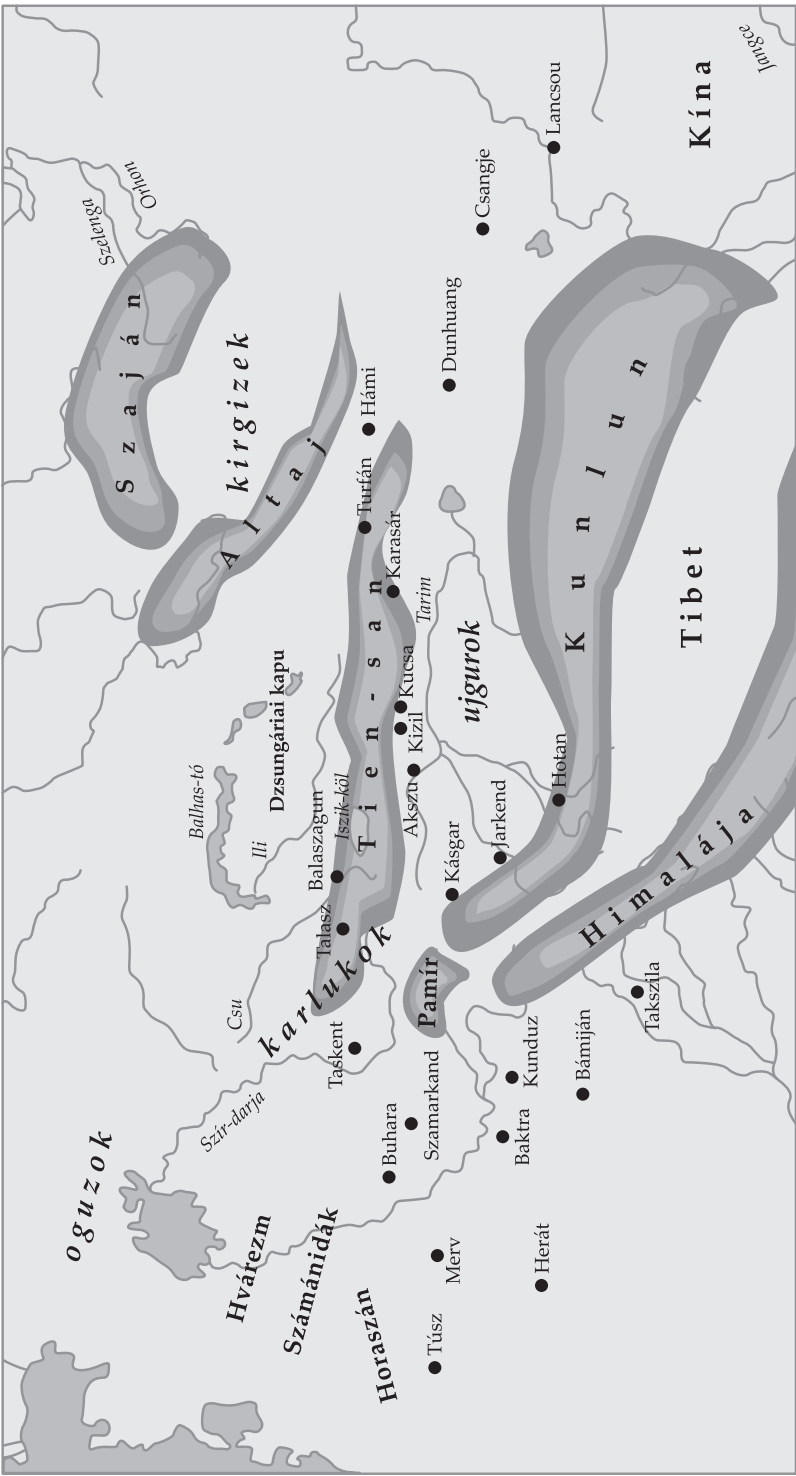 Szaján
Szelenga
Orhon
kirgizek
Altaj
Balhas-tó
Ili
Dzsungáriai kapu
Balaszagun
Iszik-köl
Tien-san
Turfán
Hámi
Karasár
Kucsa
Kizil
Akszu
Tarim
Dunhuang
Csangje
Lancsou
Jangce
Kína
ujgurok
Kásgar
Jarkend
Hotan
Kunlun
Tibet
oguzok
Szir-darja
Csu
karlukok
Talasz
Taskent
Pamír
Himalája
Hvárezm
Számánidák
Horaszán
Buhara
Szamarkand
Kunduz
Baktra
Bámiján
Takszila
Merv
Herát
Túsz